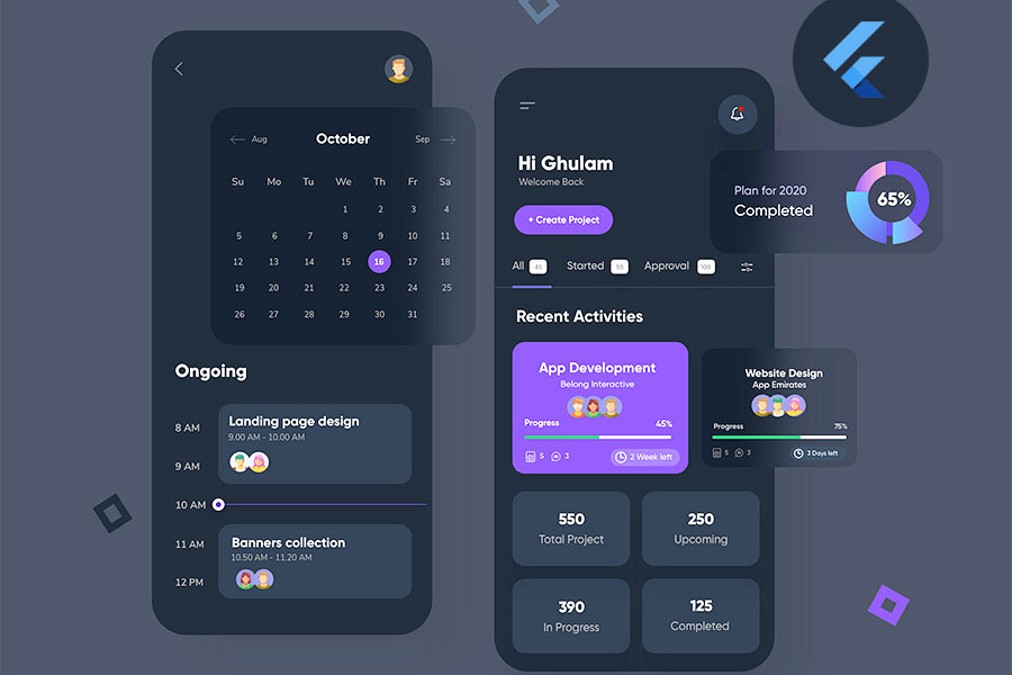 Aug October Sep
Su Mo Tu We Th Fr Sa
1 2 3 4
5 6 7 8 9 10 11
12 13 14 15 16 17 18
19 20 21 22 23 24 25
26 27 28 29 30 31
Ongoing
8 AM
Landing page design
9.00 AM - 10.00 AM
9 AM
10 AM
11 AM
Banners collection
10.50 AM - 11.20 AM
12 PM
Hi Ghulam
Welcome Back
+ Create Project
Plan for 2020
Completed
65%
All 45 Started 55 Approval 100
Recent Activities
App Development
Belong Interactive
Progress 45%
5 3 2 Week left
Website Design
App Emirates
Progress 75%
5 3 3 Days left
550
Total Project
250
Upcoming
390
In Progress
125
Completed